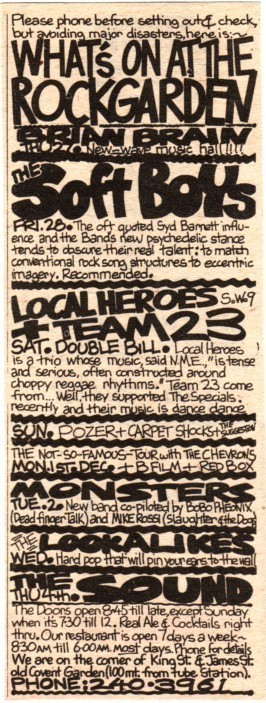 Please phone before setting out & check,
but avoiding major disasters, here is:~
WHAT'S ON AT THE
ROCKGARDEN
BRIAN BRAIN
THU 27. New-wave music hall!!!!
THE Soft Boys
FRI. 28. The oft quoted Syd Barrett influ-
ence and the Bands new psychedelic stance
tends to obscure their real talent; to match
conventional rock song structures to eccentric
imagery. Recommended.
LOCAL HEROES S.W.9
+ TEAM 23
SAT. DOUBLE BILL. Local Heroes
is a trio whose music, said N.M.E., "is tense
and serious, often constructed around
choppy reggae rhythms." Team 23 come
from... Well, they supported The Specials
recently and their music is dance dance.
SUN. POZER + CARPET SHOCKS + THE SUGGESTION
THE NOT-SO-FAMOUS-TOUR with THE CHEVRONS
MON. 1st DEC. + B FILM + RED BOX
MONSTERS
TUE. 2. New band co-piloted by BOBO PHEONIX
(Dead finger Talk) and MIKE ROSSI (Slaughter & the Dogs)
THE LOOKALIKES
WED. Hard pop that will pin your ears to the wall
THE SOUND
THU 4th.
The Doors open 8.45 till late, except Sunday
when it's 7.30 till 12. Real Ale & Cocktails right
thru. Our restaurant is open 7 days a week~
8.30 AM till 6.00 AM most days. Phone for details
We are on the corner of King St. & James St.
old Covent Garden (100 mt. from Tube Station).
PHONE: 240-3961